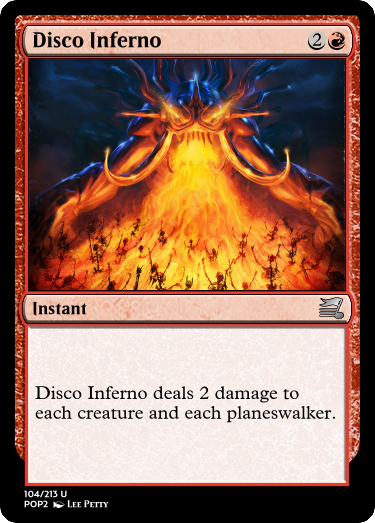 Disco Inferno 2
Instant
Disco Inferno deals 2 damage to
each creature and each planeswalker.
104/213 U
POP2 Lee Petty